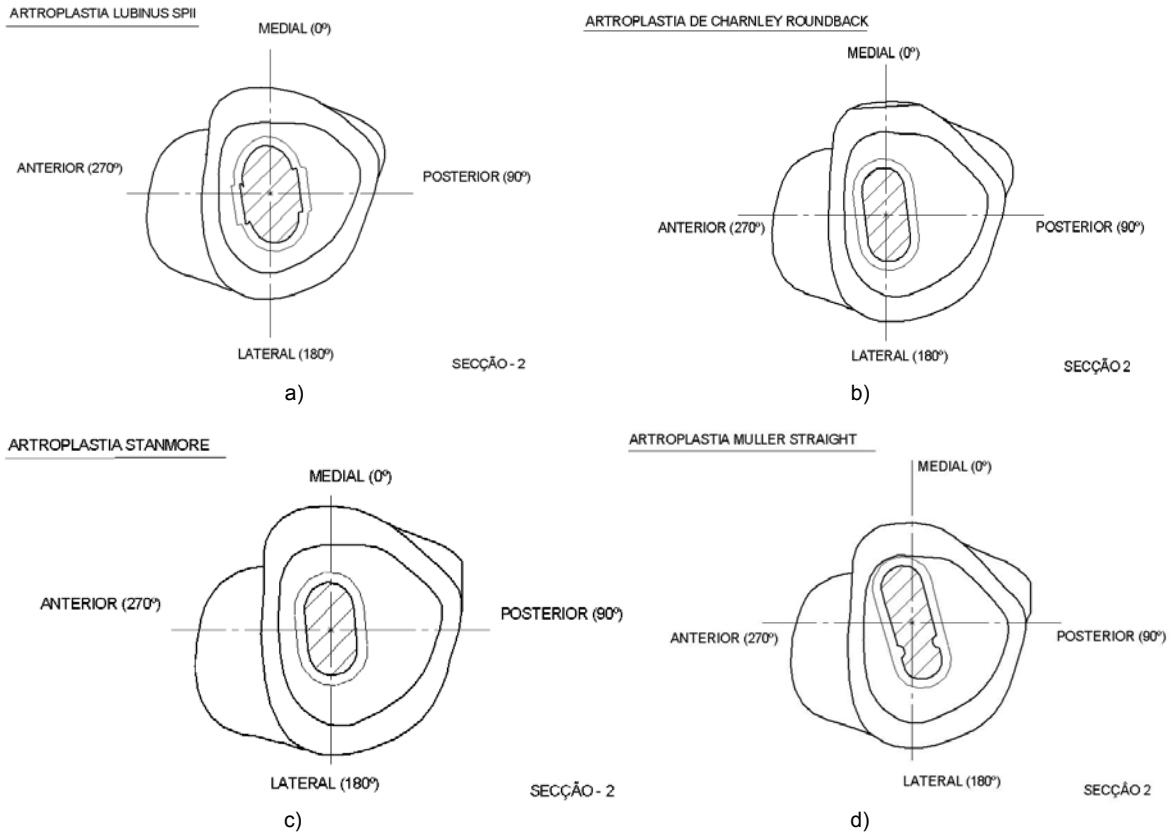 ARTROPLASTIA LUBINUS SPII
MEDIAL (0º)
ANTERIOR (270º)
POSTERIOR (90º)
LATERAL (180º)
SECÇÃO - 2
a)
ARTROPLASTIA DE CHARNLEY ROUNDBACK
MEDIAL (0º)
ANTERIOR (270º)
POSTERIOR (90º)
LATERAL (180º)
SECÇÃO 2
b)
ARTROPLASTIA STANMORE
MEDIAL (0º)
ANTERIOR (270º)
POSTERIOR (90º)
LATERAL (180º)
SECÇÃO - 2
c)
ARTROPLASTIA MULLER STRAIGHT
MEDIAL (0º)
ANTERIOR (270º)
POSTERIOR (90º)
LATERAL (180º)
SECÇÂO 2
d)